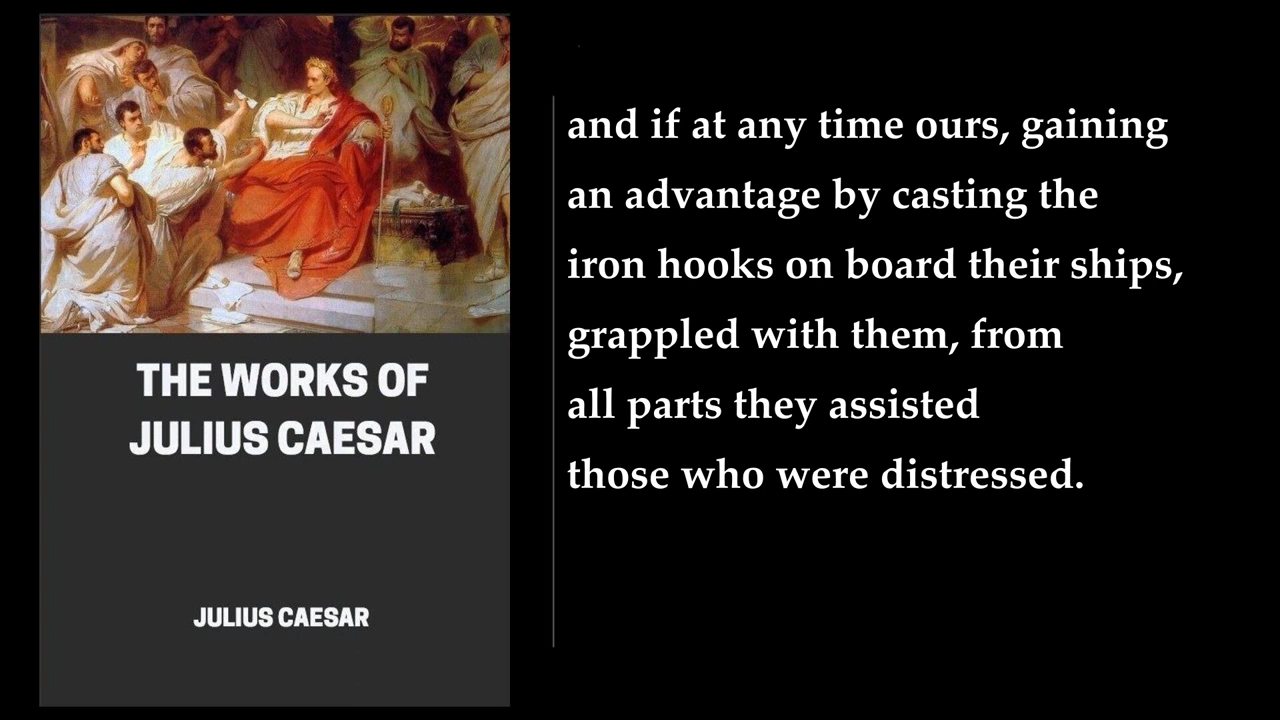 THE WORKS OF
JULIUS CAESAR
JULIUS CAESAR
and if at any time ours, gaining
an advantage by casting the
iron hooks on board their ships,
grappled with them, from
all parts they assisted
those who were distressed.